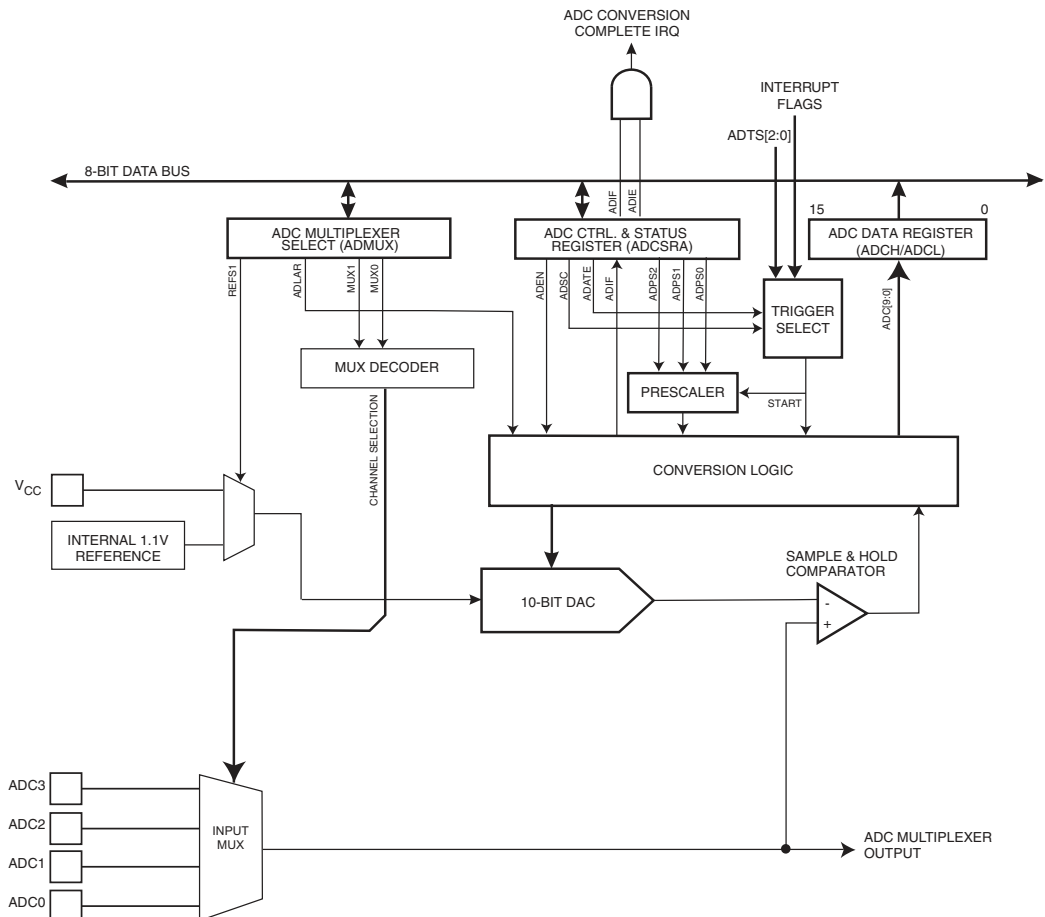 ADC CONVERSION
COMPLETE IRQ
INTERRUPT
FLAGS
ADTS[2:0]
8-BIT DATA BUS
ADIF
ADIE
15
0
ADC MULTIPLEXER
SELECT (ADMUX)
ADC CTRL. & STATUS
REGISTER (ADCSRA)
ADC DATA REGISTER
(ADCH/ADCL)
REFS1
ADLAR
MUX1
MUX0
ADEN
ADSC
ADATE
ADIF
ADPS2
ADPS1
ADPS0
ADC[9:0]
TRIGGER
SELECT
MUX DECODER
PRESCALER
START
CHANNEL SELECTION
CONVERSION LOGIC
VCC
INTERNAL 1.1V
REFERENCE
SAMPLE & HOLD
COMPARATOR
10-BIT DAC
-
+
ADC3
ADC2
ADC1
ADC0
INPUT
MUX
ADC MULTIPLEXER
OUTPUT